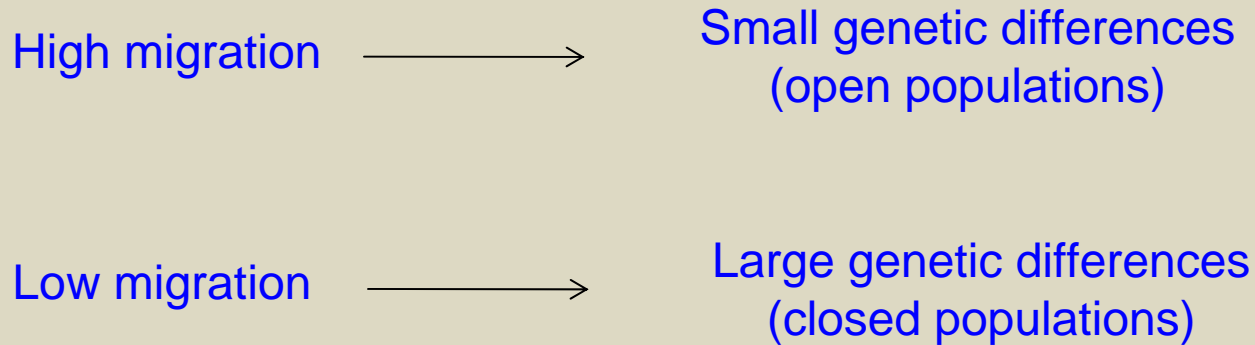 High migration
Small genetic differences
(open populations)
Low migration
Large genetic differences
(closed populations)